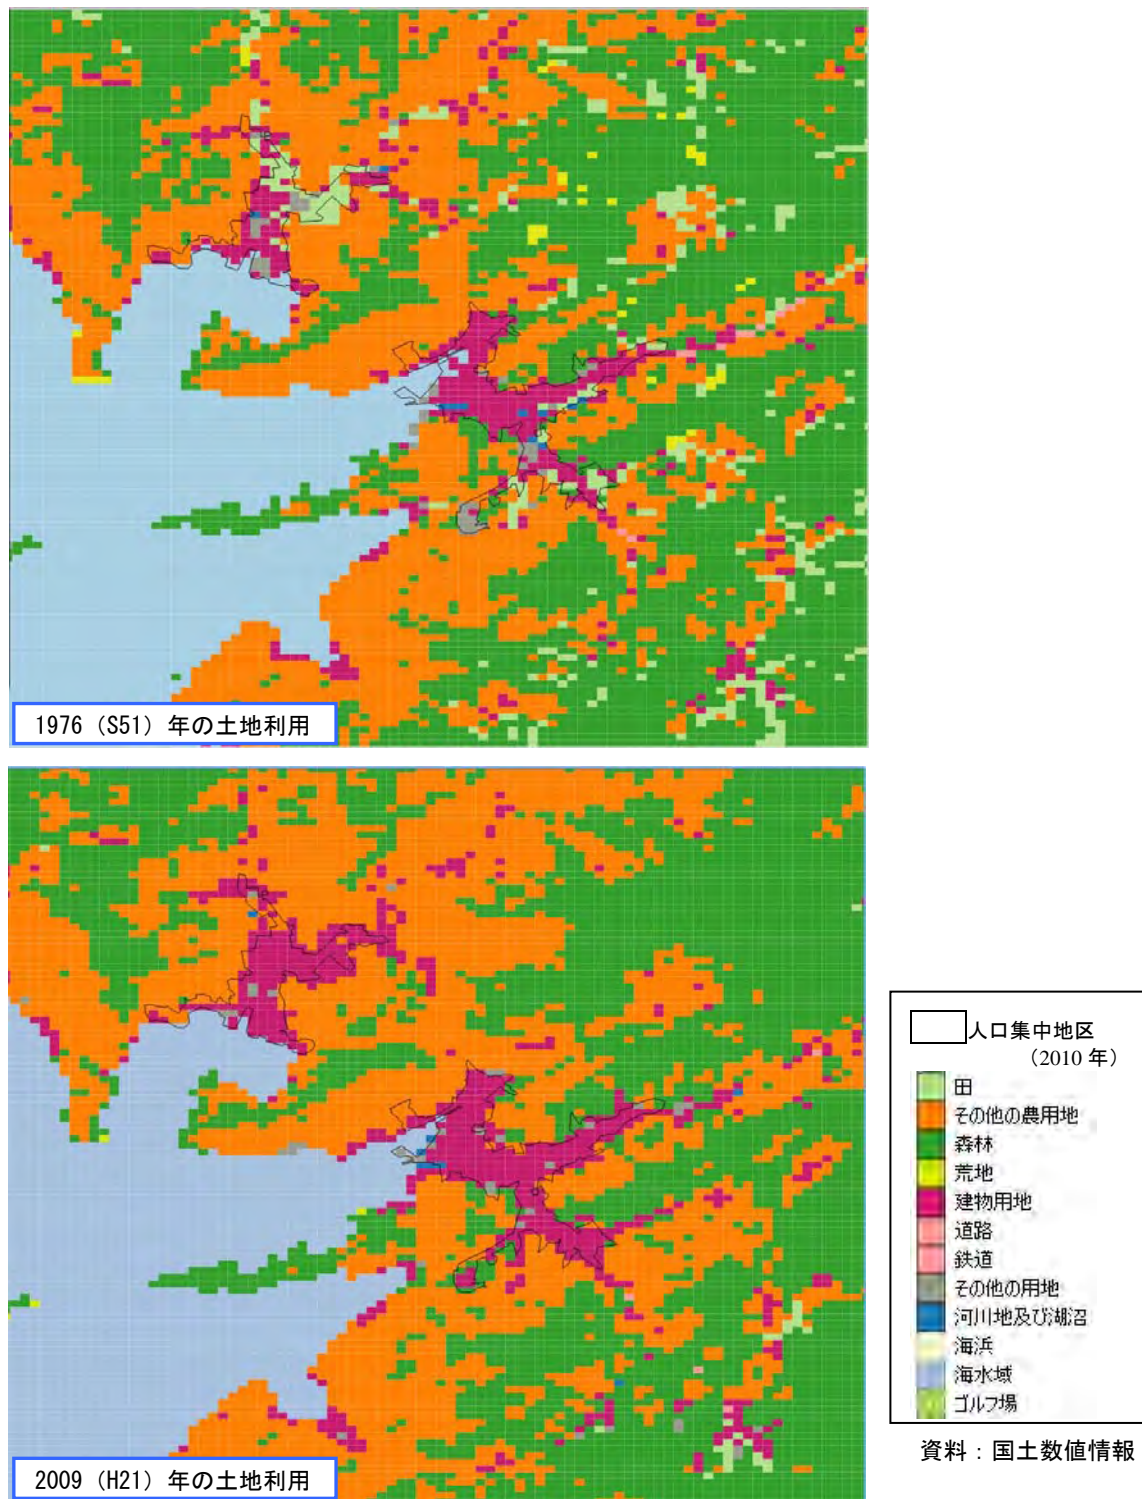 1976（S51）年の土地利用
2009（H21）年の土地利用
人口集中地区
（2010 年）
田
その他の農用地
森林
荒地
建物用地
道路
鉄道
その他の用地
河川地及び湖沼
海浜
海水域
ゴルフ場
資料：国土数値情報